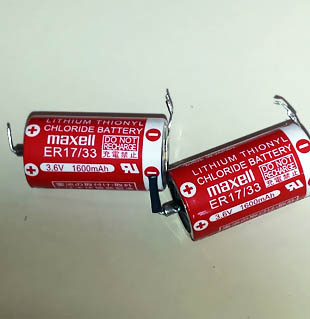 LITHIUM THIONYL
CHLORIDE BATTERY
maxell
DO NOT
RECHARGE
充電禁止
ER17/33
3.6V 1600mAh
LITHIUM THIONYL
CHLORIDE BATTERY
maxell
DO NOT
RECHARGE
充電禁止
ER17/33
3.6V 1600mAh